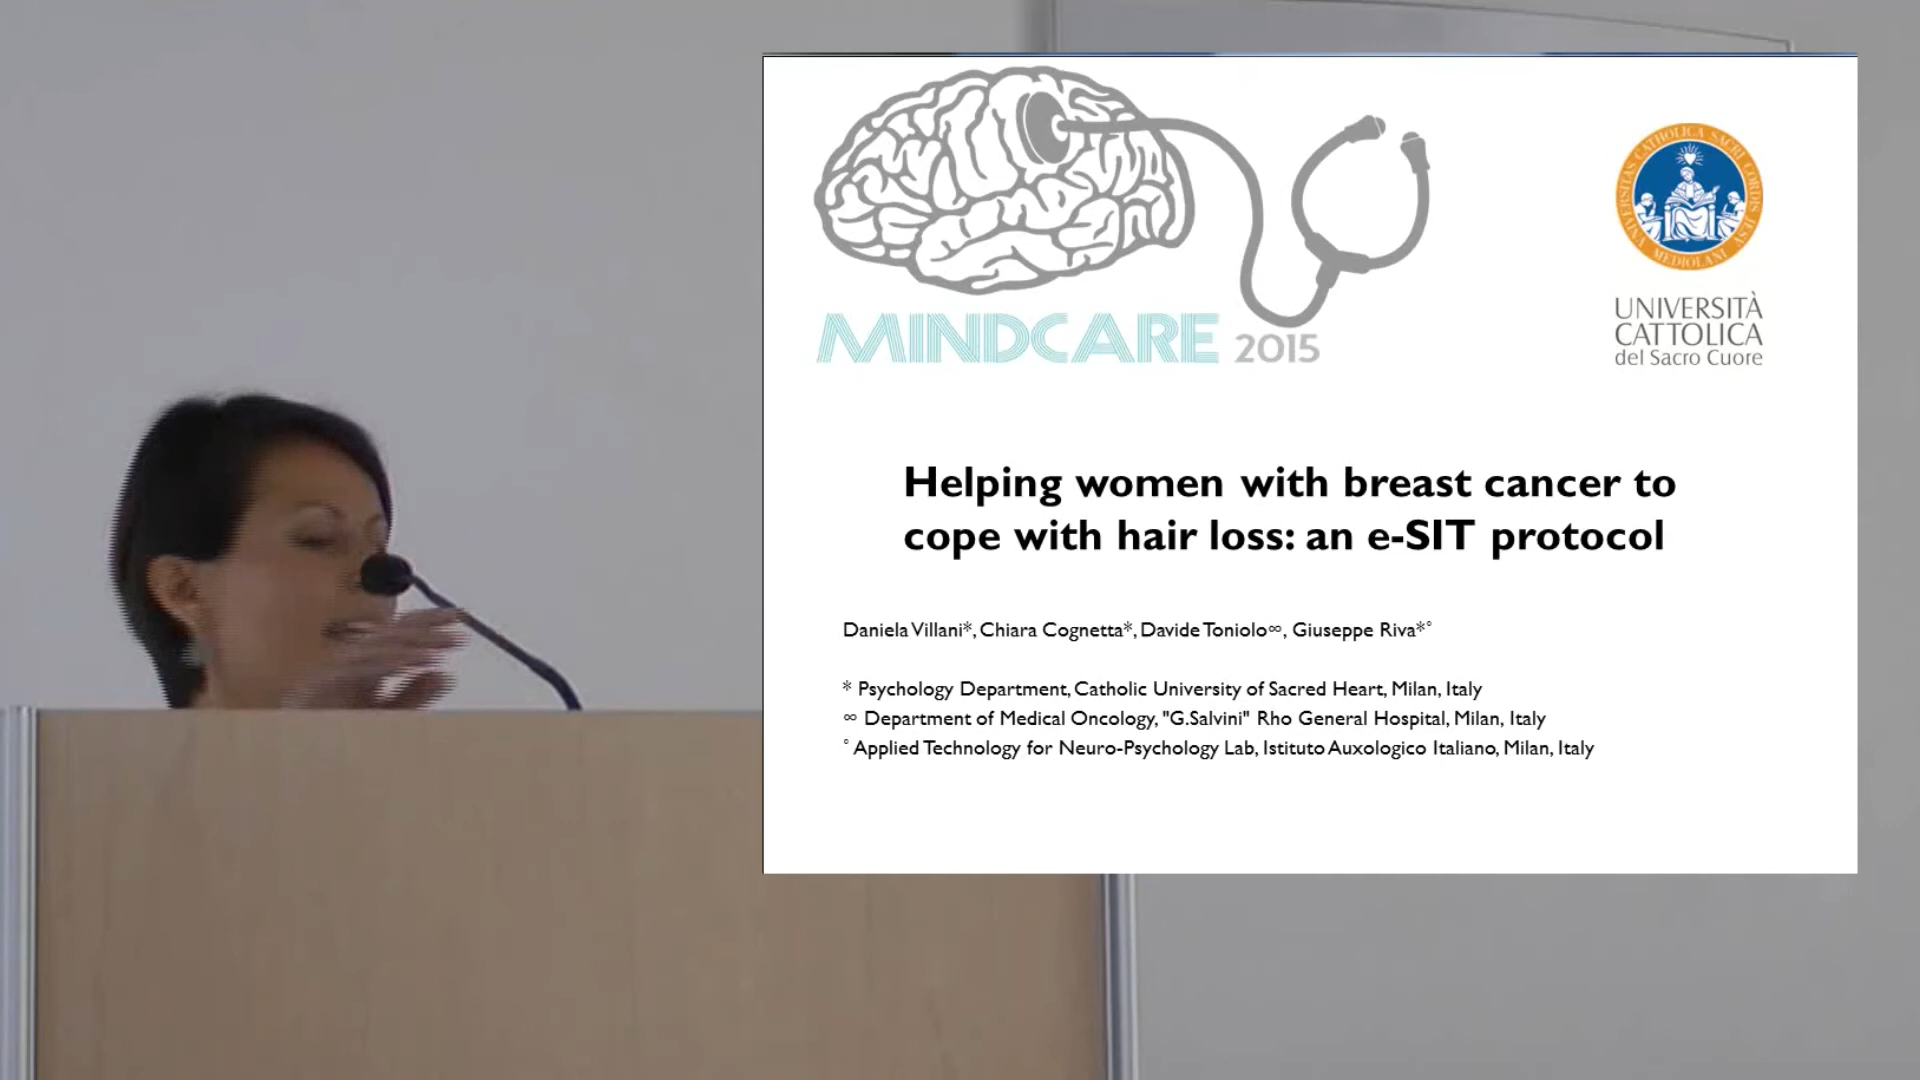 MINDCARE 2015
UNIVERSITÀ
CATTOLICA
del Sacro Cuore
Helping women with breast cancer to
cope with hair loss: an e-SIT protocol
Daniela Villani*, Chiara Cognetta*, Davide Toniolo∞, Giuseppe Riva*°
* Psychology Department, Catholic University of Sacred Heart, Milan, Italy
∞ Department of Medical Oncology, "G.Salvini" Rho General Hospital, Milan, Italy
° Applied Technology for Neuro-Psychology Lab, Istituto Auxologico Italiano, Milan, Italy